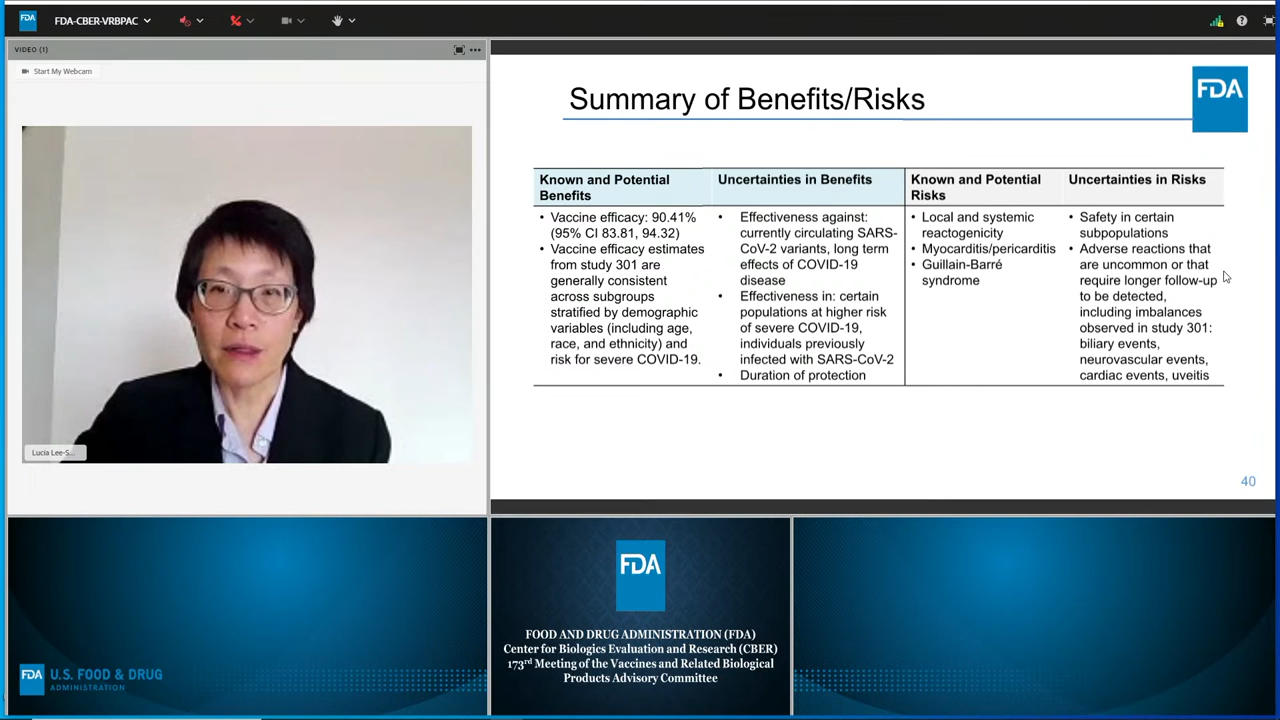 FDA
FDA-CBER-VRBPAC
VIDEO (1)
Start My Webcam
Lucia Lee-S...
Summary of Benefits/Risks
FDA
Known and Potential
Benefits
• Vaccine efficacy: 90.41%
(95% CI 83.81, 94.32)
• Vaccine efficacy estimates
from study 301 are
generally consistent
across subgroups
stratified by demographic
variables (including age,
race, and ethnicity) and
risk for severe COVID-19.
Uncertainties in Benefits
• Effectiveness against:
currently circulating SARS-
CoV-2 variants, long term
effects of COVID-19
disease
• Effectiveness in: certain
populations at higher risk
of severe COVID-19,
individuals previously
infected with SARS-CoV-2
• Duration of protection
Known and Potential
Risks
• Local and systemic
reactogenicity
• Myocarditis/pericarditis
• Guillain-Barré
syndrome
Uncertainties in Risks
• Safety in certain
subpopulations
• Adverse reactions that
are uncommon or that
require longer follow-up
to be detected,
including imbalances
observed in study 301:
biliary events,
neurovascular events,
cardiac events, uveitis
40
FDA
U.S. FOOD & DRUG
ADMINISTRATION
FDA
FOOD AND DRUG ADMINISTRATION (FDA)
Center for Biologics Evaluation and Research (CBER)
173rd Meeting of the Vaccines and Related Biological
Products Advisory Committee